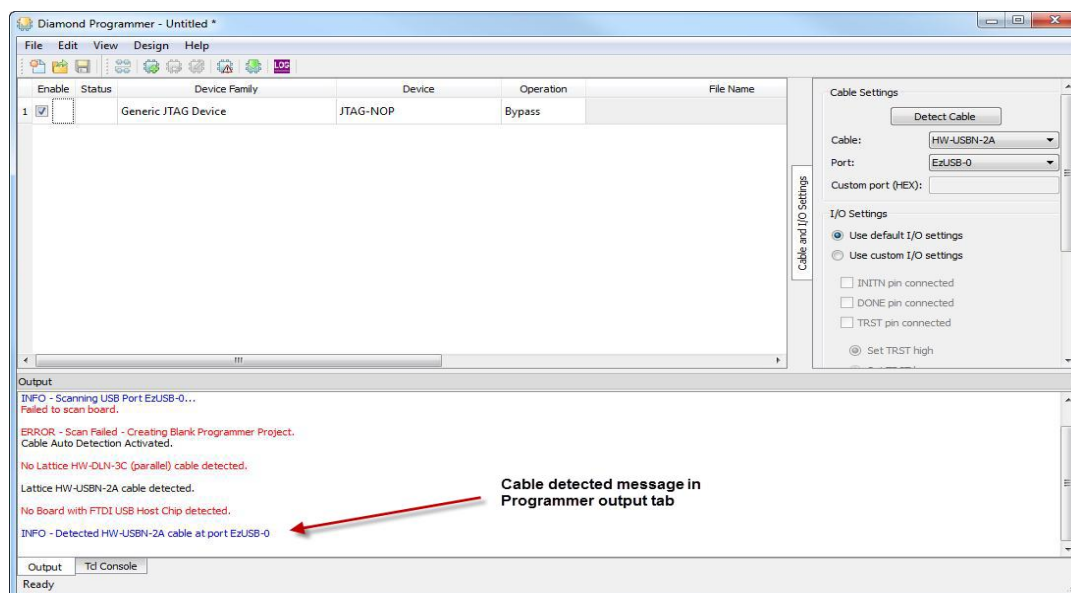 Diamond Programmer - Untitled *
File Edit View Design Help
LOG
Enable Status Device Family Device Operation File Name
1 Generic JTAG Device JTAG-NOP Bypass
Cable and I/O Settings
Cable Settings
Detect Cable
Cable: HW-USBN-2A
Port: EzUSB-0
Custom port (HEX):
I/O Settings
Use default I/O settings
Use custom I/O settings
INITN pin connected
DONE pin connected
TRST pin connected
Set TRST high
Output
INFO - Scanning USB Port EzUSB-0...
Failed to scan board.
ERROR - Scan Failed - Creating Blank Programmer Project.
Cable Auto Detection Activated.
No Lattice HW-DLN-3C (parallel) cable detected.
Lattice HW-USBN-2A cable detected.
No Board with FTDI USB Host Chip detected.
INFO - Detected HW-USBN-2A cable at port EzUSB-0
Cable detected message in
Programmer output tab
Output Tcl Console
Ready